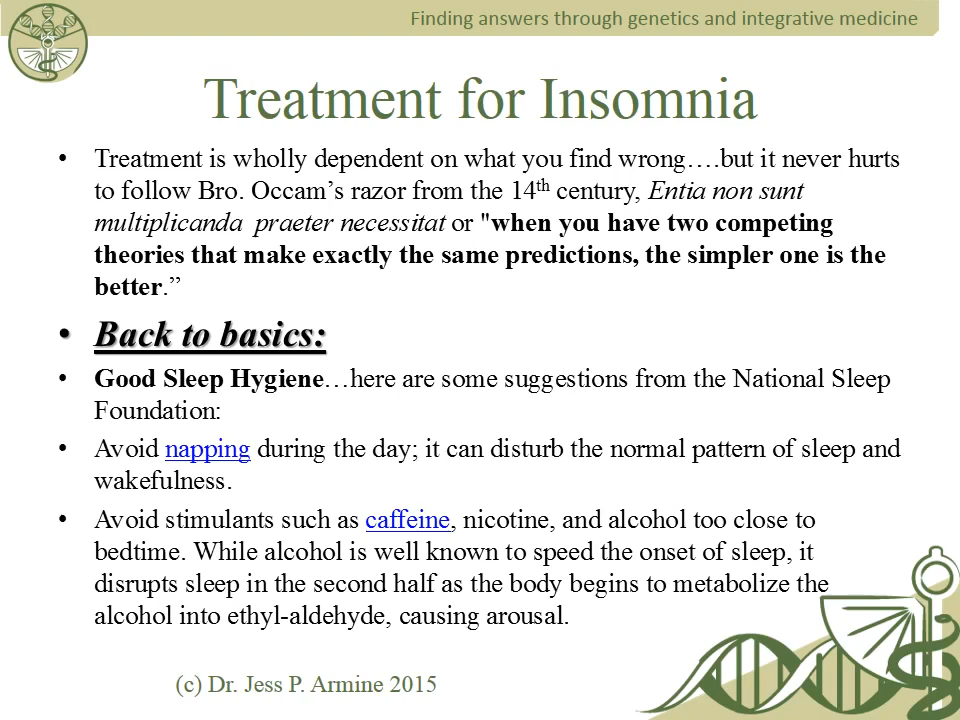 Finding answers through genetics and integrative medicine
Treatment for Insomnia
• Treatment is wholly dependent on what you find wrong….but it never hurts
to follow Bro. Occam’s razor from the 14th century, Entia non sunt
multiplicanda praeter necessitat or "when you have two competing
theories that make exactly the same predictions, the simpler one is the
better.”
• Back to basics:
• Good Sleep Hygiene…here are some suggestions from the National Sleep
Foundation:
• Avoid napping during the day; it can disturb the normal pattern of sleep and
wakefulness.
• Avoid stimulants such as caffeine, nicotine, and alcohol too close to
bedtime. While alcohol is well known to speed the onset of sleep, it
disrupts sleep in the second half as the body begins to metabolize the
alcohol into ethyl-aldehyde, causing arousal.
(c) Dr. Jess P. Armine 2015